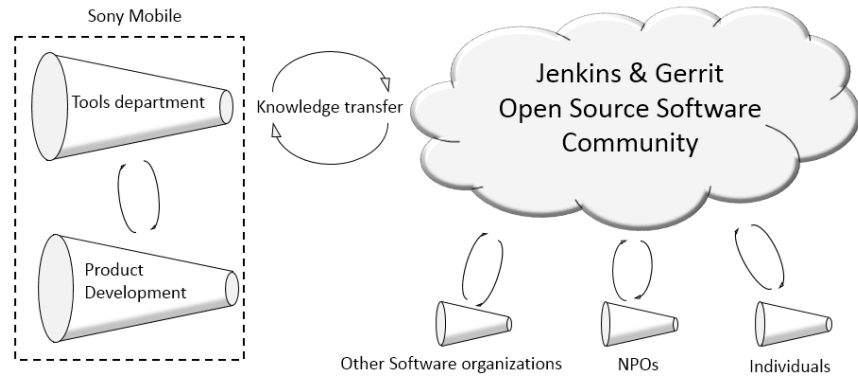 Sony Mobile
Tools department
Knowledge transfer
Product
Development
Jenkins & Gerrit
Open Source Software
Community
Other Software organizations
NPOs
Individuals